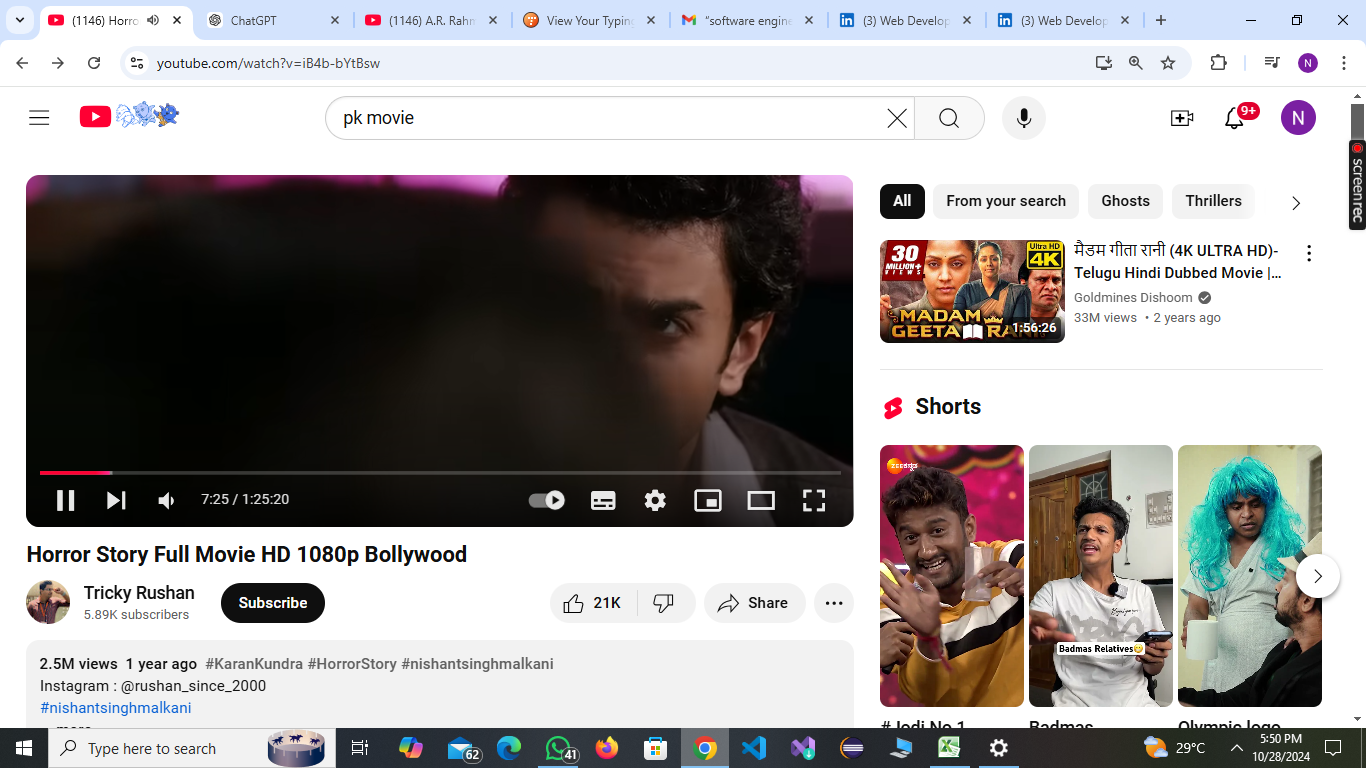 (1146) Horro
ChatGPT
(1146) A.R. Rahm
View Your Typing
"software engine
(3) Web Develop
(3) Web Develop
youtube.com/watch?v=iB4b-bYtBsw
N
pk movie
9+
N
screenrec
All
From your search
Ghosts
Thrillers
30
MILLION+
VIEWS
Ultra HD
4K
MADAM
GEETA RANI
1:56:26
मैडम गीता रानी (4K ULTRA HD)-
Telugu Hindi Dubbed Movie |...
Goldmines Dishoom
33M views • 2 years ago
Shorts
7:25 / 1:25:20
Horror Story Full Movie HD 1080p Bollywood
Tricky Rushan
5.89K subscribers
Subscribe
21K
Share
2.5M views 1 year ago #KaranKundra #HorrorStory #nishantsinghmalkani
Instagram : @rushan_since_2000
#nishantsinghmalkani
Badmas Relatives
# Jodi No 1
Badmas
Olympic logo
Type here to search
62
41
29°C
5:50 PM
10/28/2024